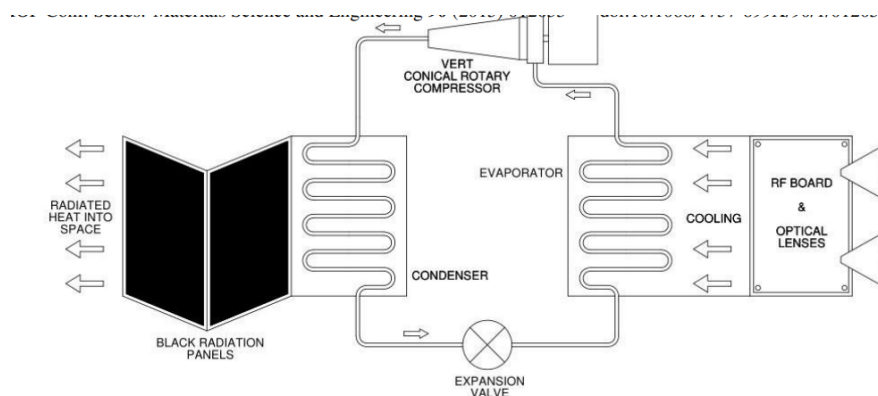 VERT
CONICAL ROTARY
COMPRESSOR
EVAPORATOR
RF BOARD
&
OPTICAL
LENSES
RADIATED
HEAT INTO
SPACE
COOLING
CONDENSER
BLACK RADIATION
PANELS
EXPANSION
VALVE